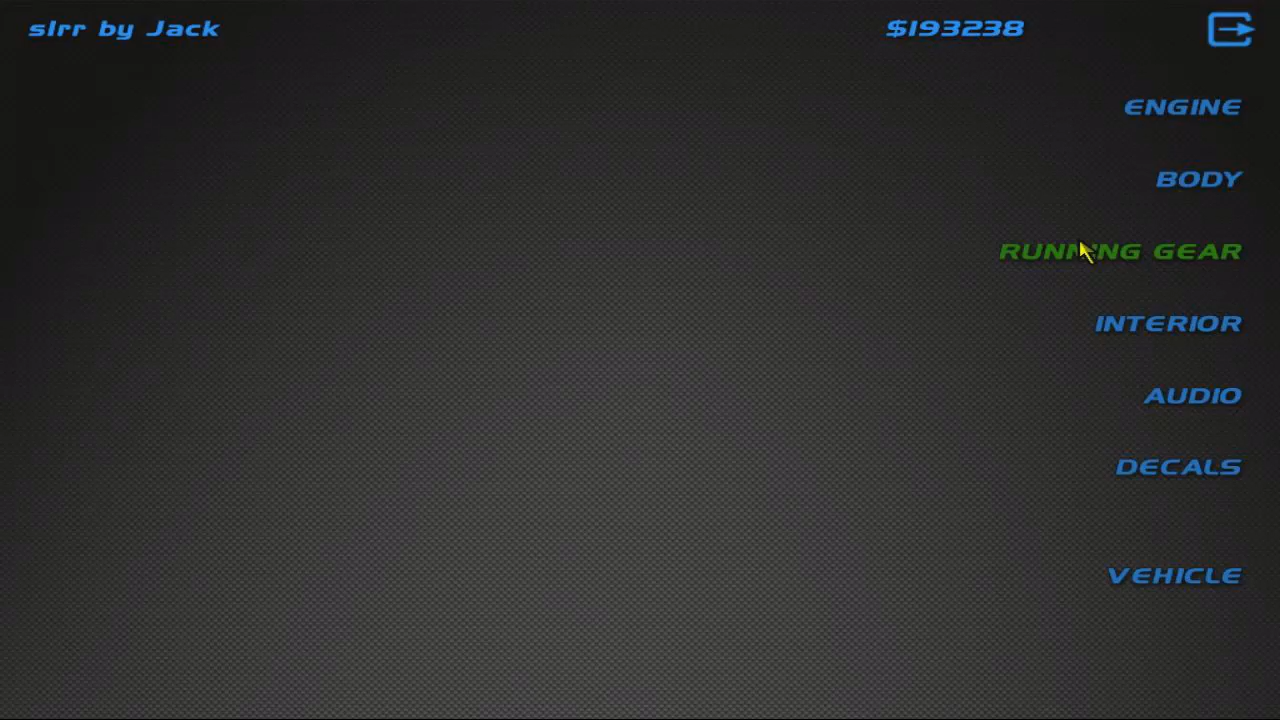 slrr by Jack
$193238
ENGINE
BODY
RUNNING GEAR
INTERIOR
AUDIO
DECALS
VEHICLE